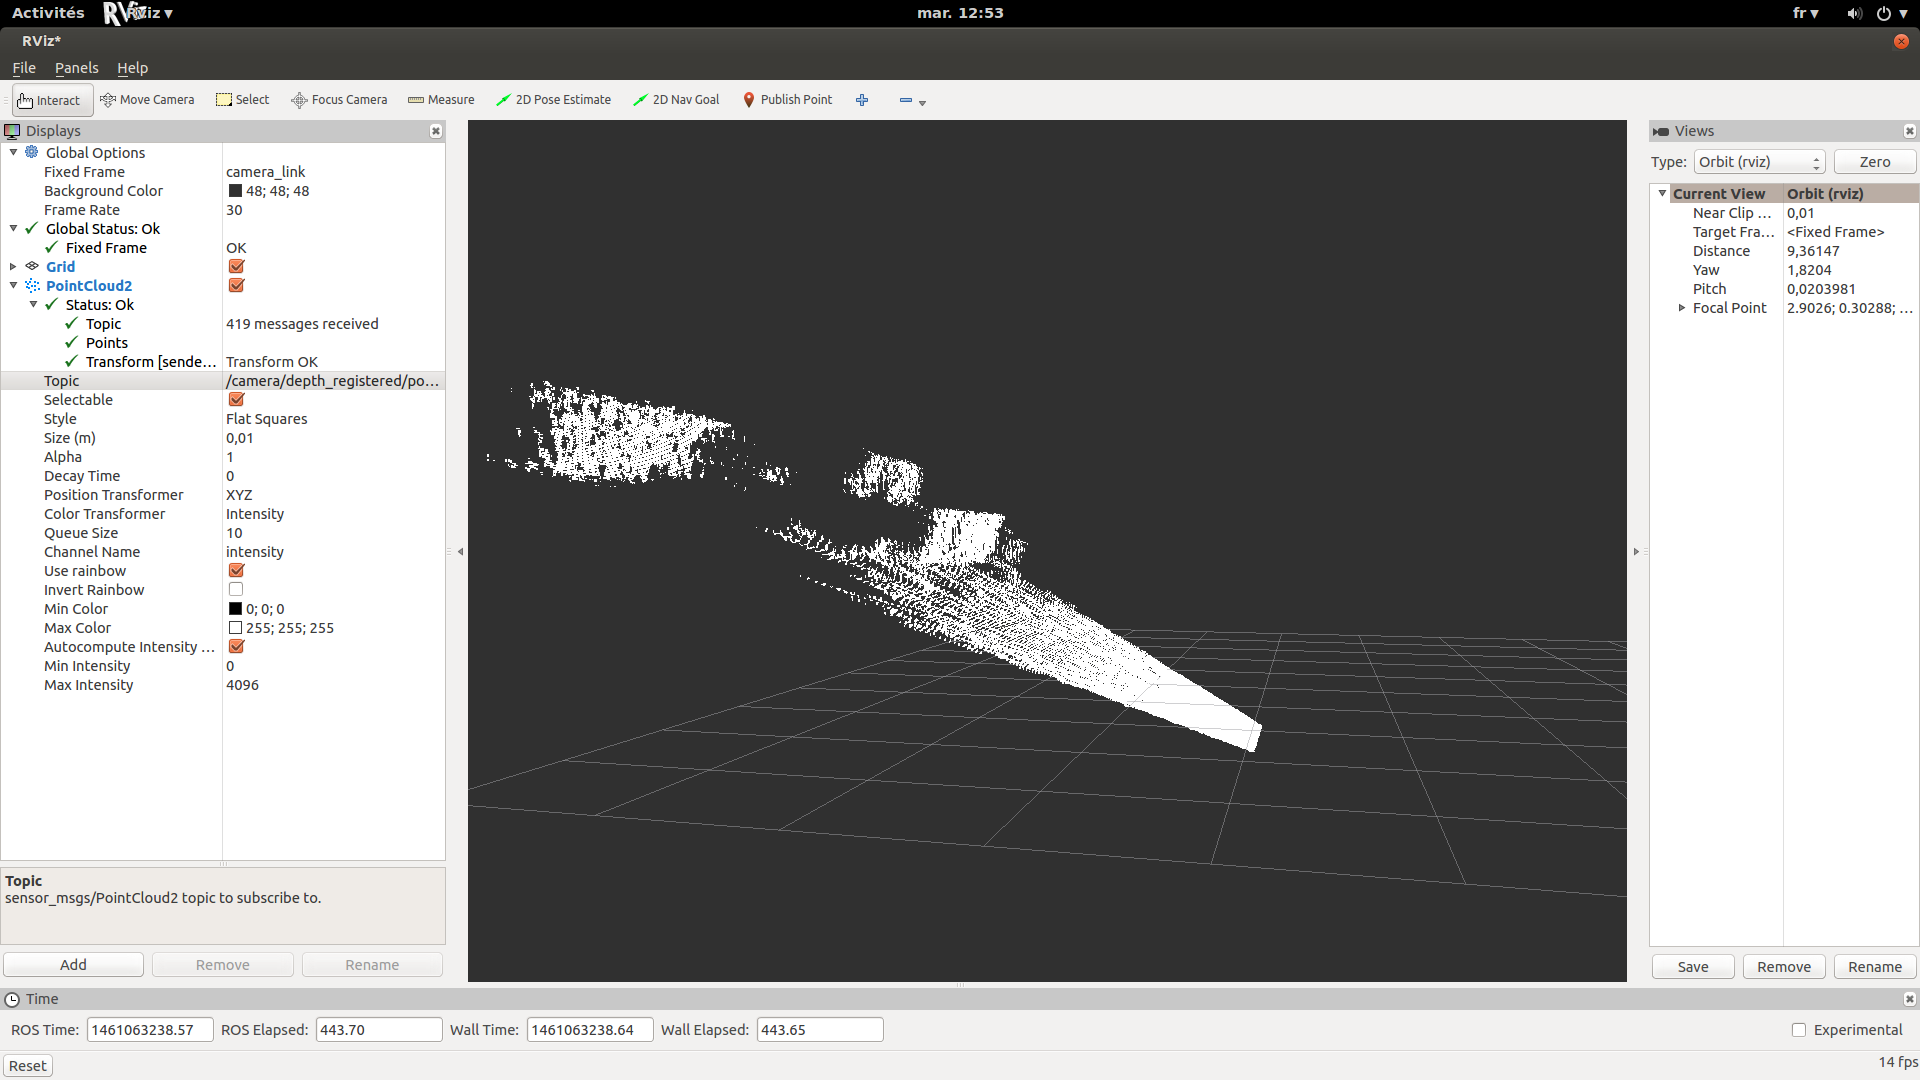 Activités RViz ▾ mar. 12:53 fr ▾
RViz*
File Panels Help
Interact Move Camera Select Focus Camera Measure 2D Pose Estimate 2D Nav Goal Publish Point
Displays
Global Options
Fixed Frame camera_link
Background Color 48; 48; 48
Frame Rate 30
Global Status: Ok
Fixed Frame OK
Grid
PointCloud2
Status: Ok
Topic 419 messages received
Points
Transform [sende... Transform OK
Topic /camera/depth_registered/po...
Selectable
Style Flat Squares
Size (m) 0,01
Alpha 1
Decay Time 0
Position Transformer XYZ
Color Transformer Intensity
Queue Size 10
Channel Name intensity
Use rainbow
Invert Rainbow
Min Color 0; 0; 0
Max Color 255; 255; 255
Autocompute Intensity ...
Min Intensity 0
Max Intensity 4096
Topic
sensor_msgs/PointCloud2 topic to subscribe to.
Add Remove Rename
Views
Type: Orbit (rviz) Zero
Current View Orbit (rviz)
Near Clip ... 0,01
Target Fra... <Fixed Frame>
Distance 9,36147
Yaw 1,8204
Pitch 0,0203981
Focal Point 2.9026; 0.30288; ...
Save Remove Rename
Time
ROS Time: 1461063238.57 ROS Elapsed: 443.70 Wall Time: 1461063238.64 Wall Elapsed: 443.65 Experimental
Reset 14 fps